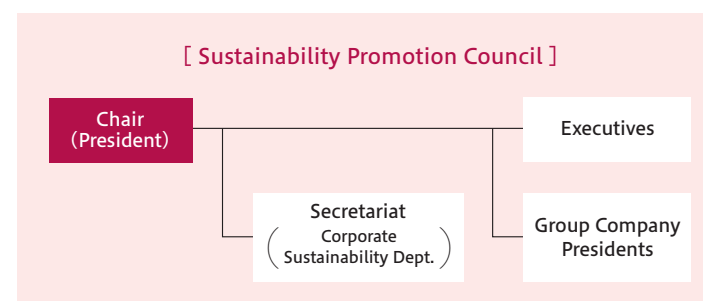 [ Sustainability Promotion Council ]
Chair
(President)
Executives
Secretariat
(Corporate
Sustainability Dept.)
Group Company
Presidents